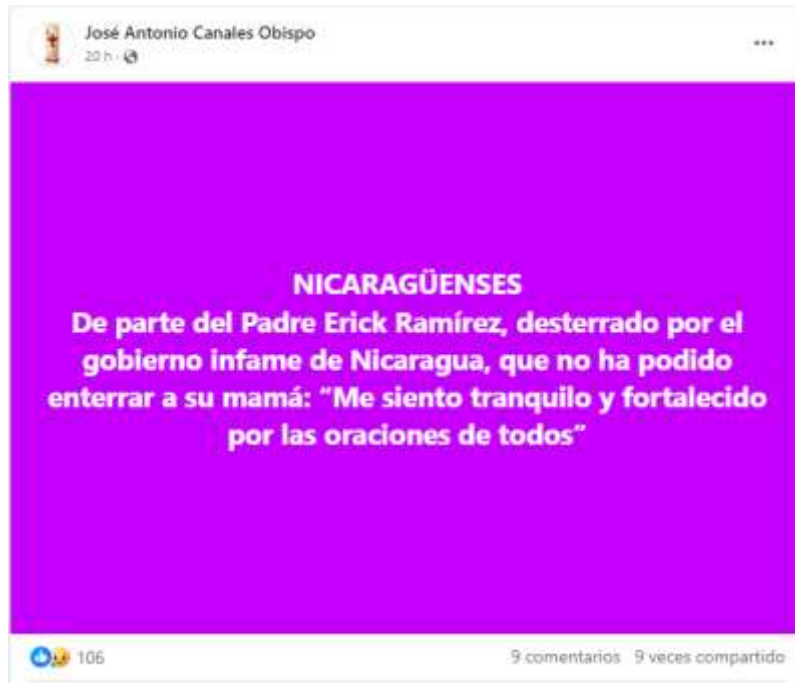 José Antonio Canales Obispo
20 h ·
NICARAGÜENSES
De parte del Padre Erick Ramírez, desterrado por el
gobierno infame de Nicaragua, que no ha podido
enterrar a su mamá: “Me siento tranquilo y fortalecido
por las oraciones de todos”
106
9 comentarios 9 veces compartido